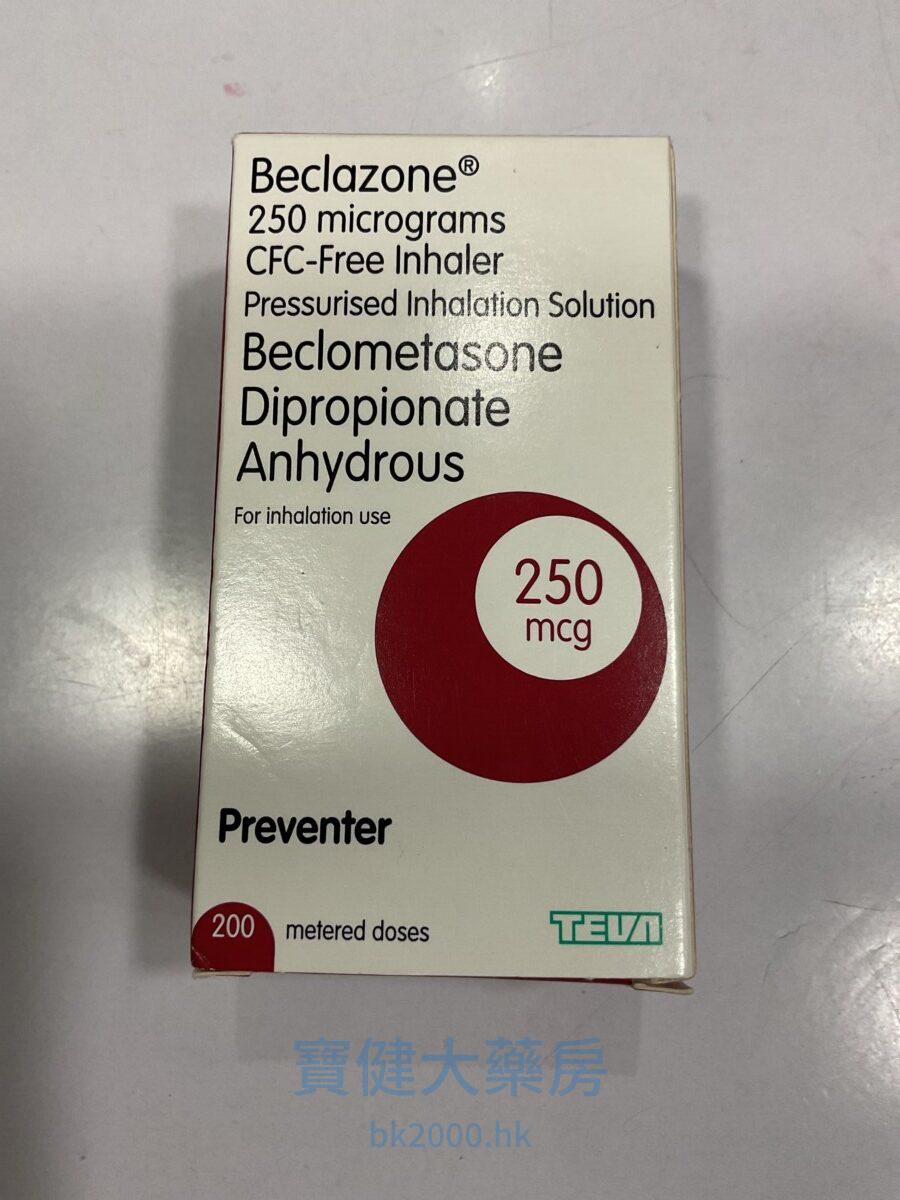 Beclazone®
250 micrograms
CFC-Free Inhaler
Pressurised Inhalation Solution
Beclometasone
Dipropionate
Anhydrous
For inhalation use
250
mcg
Preventer
200 metered doses
TEVA
寶健大藥房
bk2000.hk